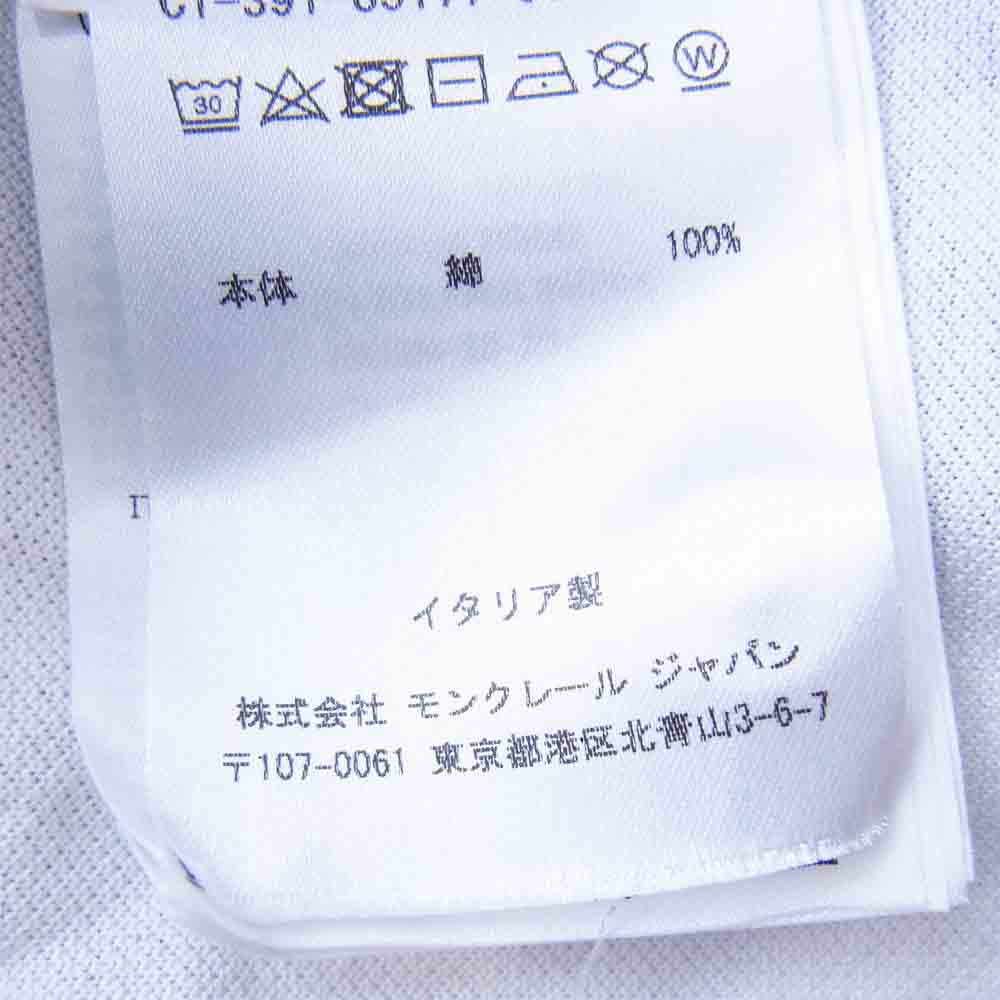 30 W
本体 綿 100%
イタリア製
株式会社 モンクレール ジャパン
〒107-0061 東京都港区北青山3-6-7